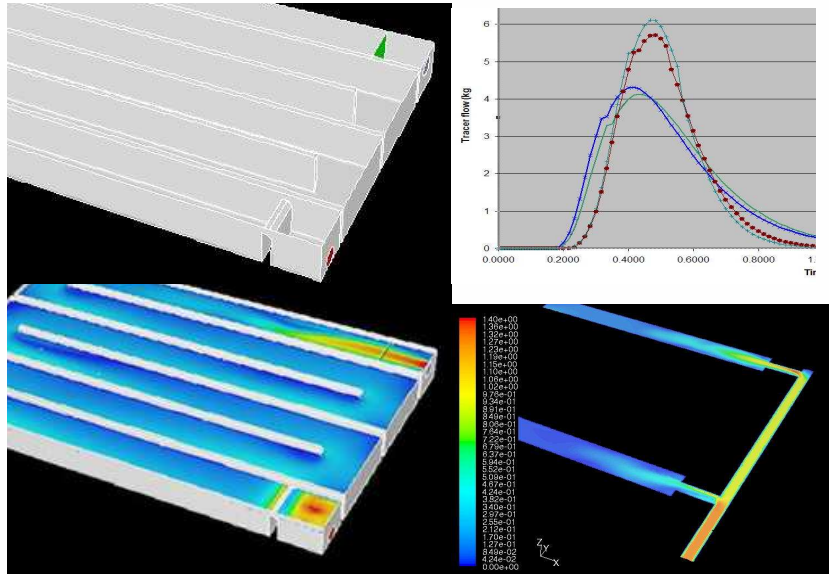 Tracer flow (kg
6
5
4
3
2
1
0
0.0000 0.2000 0.4000 0.6000 0.8000 1.
Tir
1.40e+00
1.36e+00
1.32e+00
1.27e+00
1.23e+00
1.19e+00
1.15e+00
1.10e+00
1.06e+00
1.02e+00
9.76e-01
9.34e-01
8.91e-01
8.49e-01
8.06e-01
7.64e-01
7.22e-01
6.79e-01
6.37e-01
5.94e-01
5.52e-01
5.09e-01
4.67e-01
4.24e-01
3.82e-01
3.40e-01
2.97e-01
2.55e-01
2.12e-01
1.70e-01
1.27e-01
8.49e-02
4.24e-02
0.00e+00
Z
Y
X